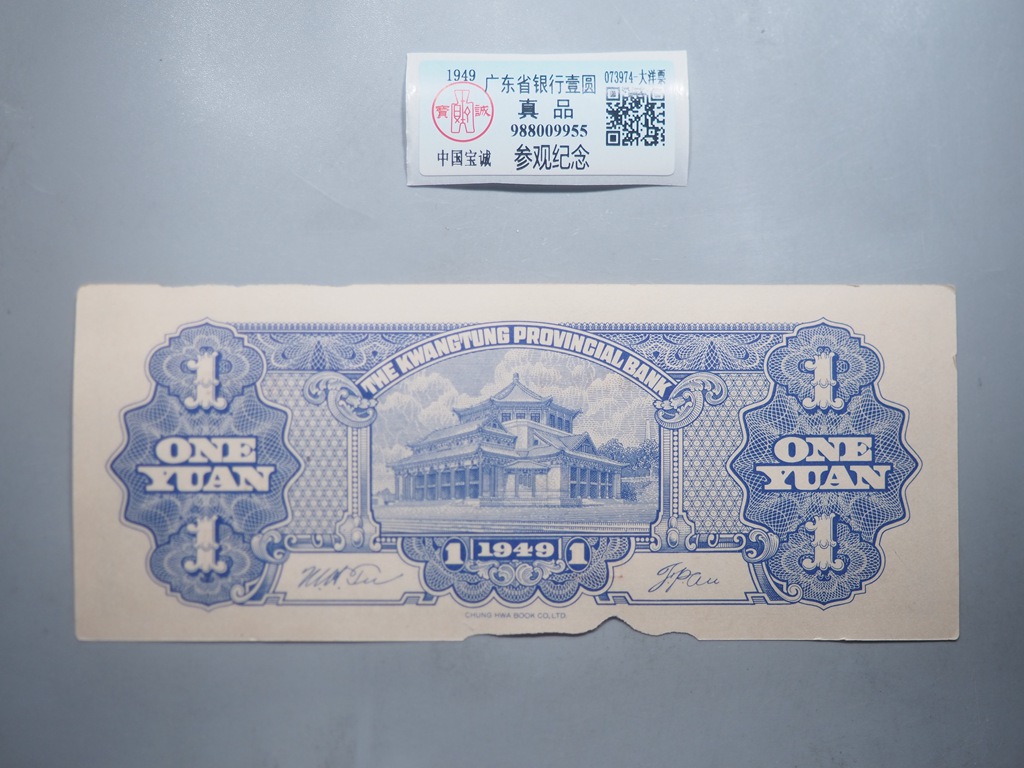 1949 广东省银行壹圆 073974-大洋票
寳 誠
真 品
988009955
中国宝诚 参观纪念
THE KWANGTUNG PROVINCIAL BANK
1 1
ONE YUAN ONE YUAN
1 1
1 1949 1
CHUNG HWA BOOK CO., LTD.